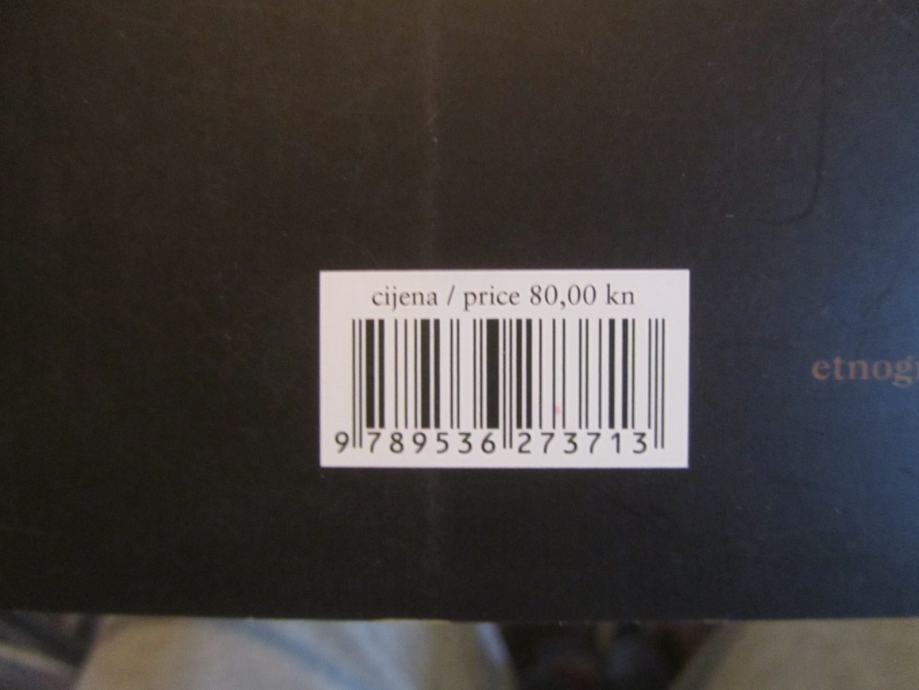 cijena / price 80,00 kn
9 789536 273713
etnog